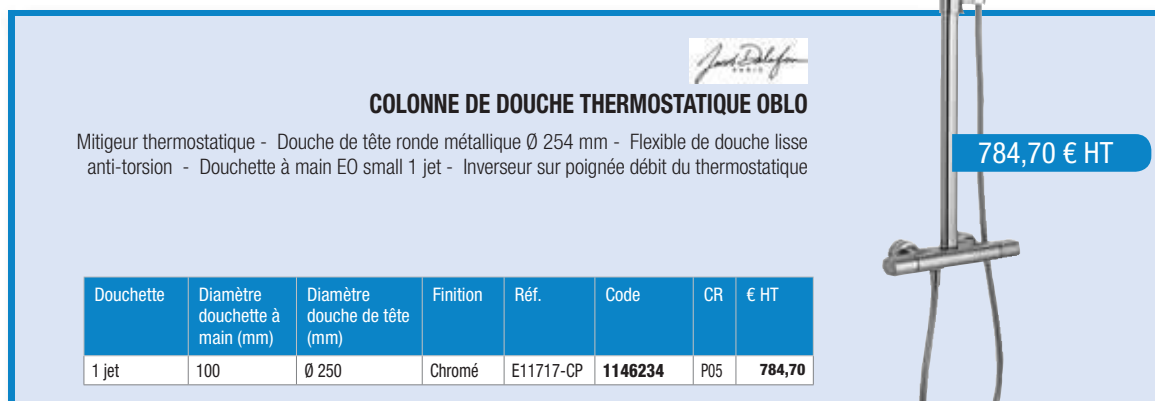 Jacob Delafon
PARIS
COLONNE DE DOUCHE THERMOSTATIQUE OBLO
Mitigeur thermostatique - Douche de tête ronde métallique Ø 254 mm - Flexible de douche lisse
anti-torsion - Douchette à main EO small 1 jet - Inverseur sur poignée débit du thermostatique
784,70 € HT
Douchette Diamètre douchette à main (mm) Diamètre douche de tête (mm) Finition Réf. Code CR € HT
1 jet 100 Ø 250 Chromé E11717-CP 1146234 P05 784,70